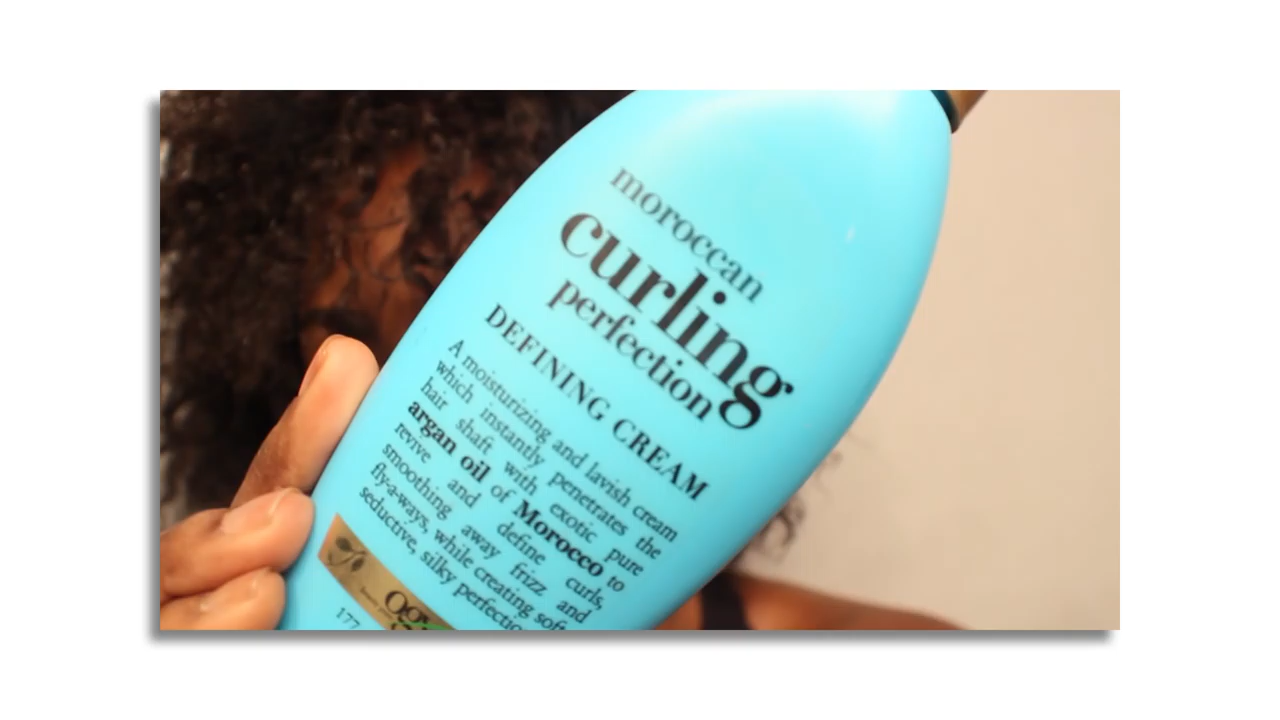 moroccan
curling
perfection
DEFINING CREAM
A moisturizing and lavish cream
which instantly penetrates the
hair shaft with exotic pure
argan oil of Morocco to
revive and define curls,
smoothing away frizz and
fly-a-ways, while creating soft
seductive, silky perfectio
177